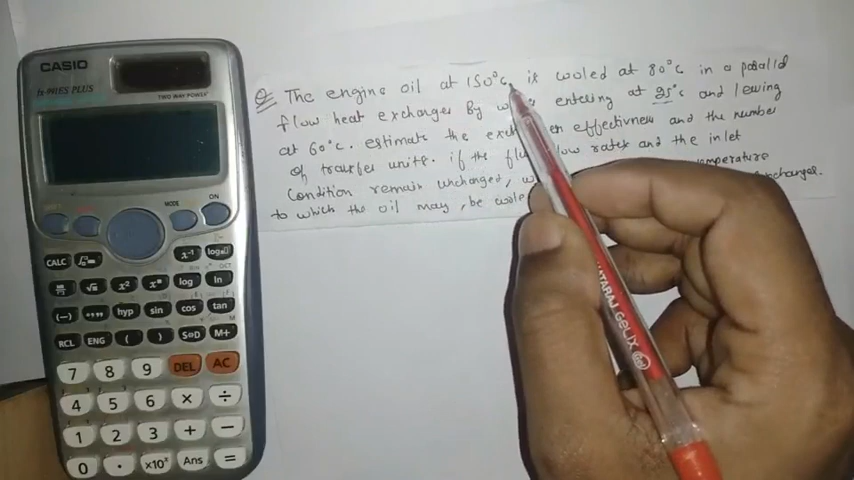 CASIO
fx-991ES PLUS
TWO WAY POWER
MODE
ON
CALC
x⁻¹
log
ln
(−)
hyp
sin
cos
tan
RCL
ENG
(
)
S⇔D
M+
7
8
9
DEL
AC
4
5
6
×
÷
1
2
3
+
−
0
.
×10ˣ
Ans
=
Q The engine oil at 150°c is cooled at 80°c in a parallel
flow heat exchanger By entering at 25°c and leaving
at 60°c. estimate the effectivness and the number
of transfer units. if the flow rates and the inlet
Condition remain unchanged, temperature
to which the oil may, be
NATARAJ GELIX